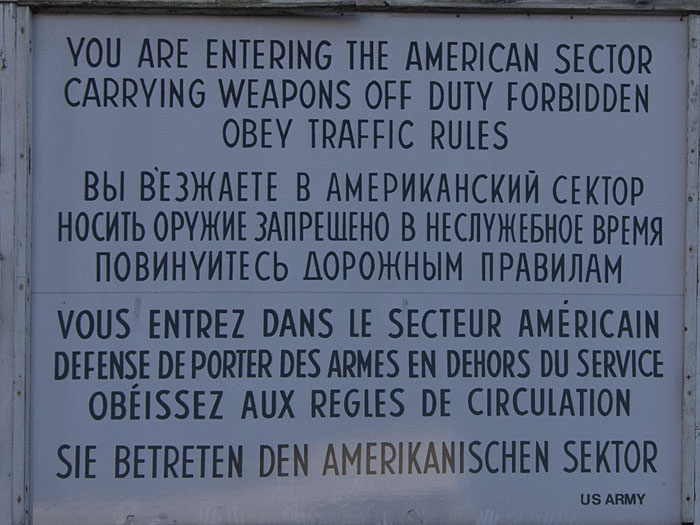 YOU ARE ENTERING THE AMERICAN SECTOR
CARRYING WEAPONS OFF DUTY FORBIDDEN
OBEY TRAFFIC RULES
ВЫ В'ЕЗЖАЕТЕ В АМЕРИКАНСКИЙ СЕКТОР
НОСИТЬ ОРУЖИЕ ЗАПРЕЩЕНО В НЕСЛУЖЕБНОЕ ВРЕМЯ
ПОВИНУИТЕСЬ ДОРОЖНЫМ ПРАВИЛАМ
VOUS ENTREZ DANS LE SECTEUR AMÉRICAIN
DEFENSE DE PORTER DES ARMES EN DEHORS DU SERVICE
OBÉISSEZ AUX REGLES DE CIRCULATION
SIE BETRETEN DEN AMERIKANISCHEN SEKTOR
US ARMY